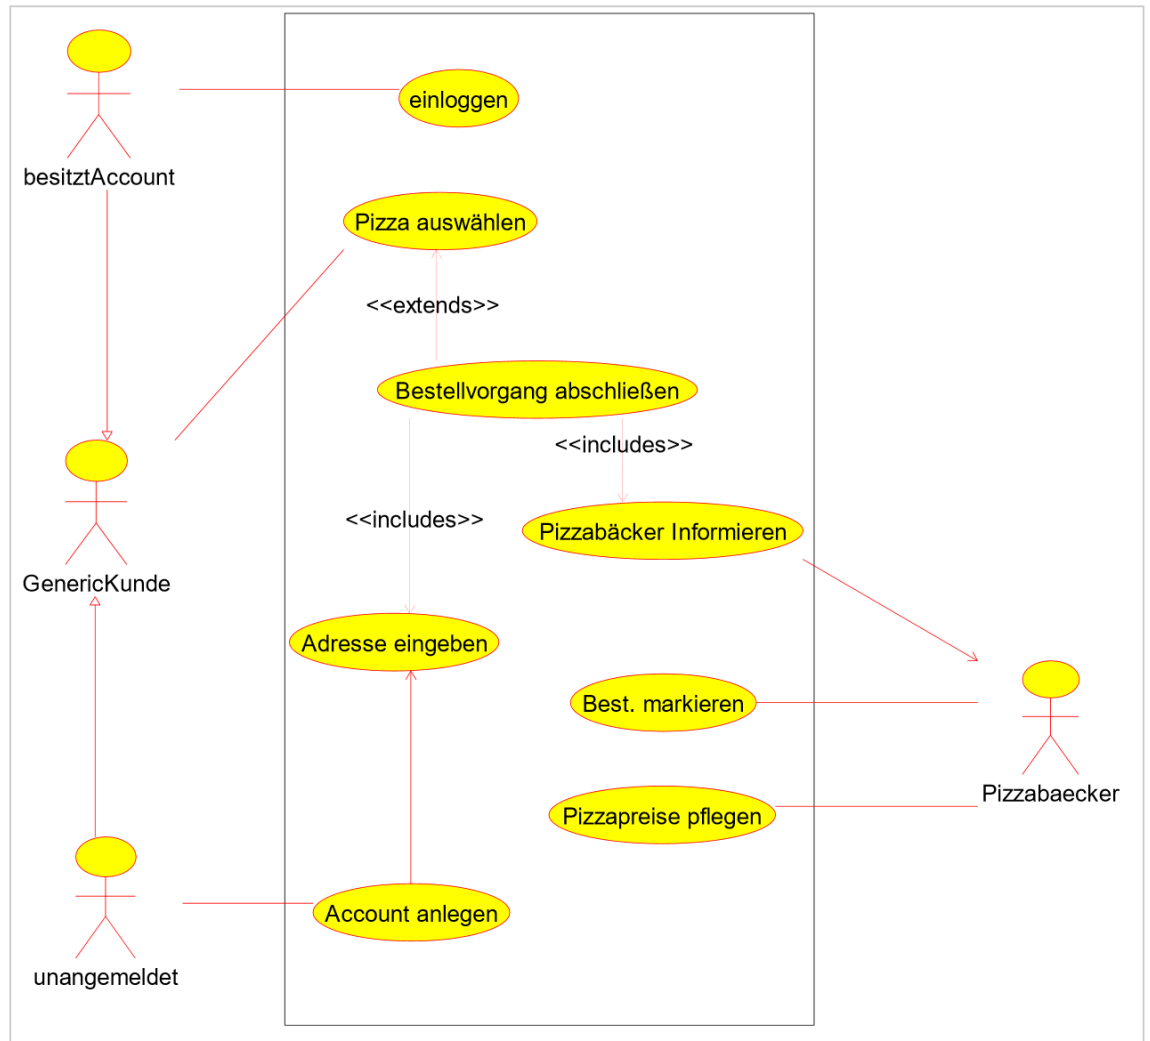 einloggen
besitztAccount
Pizza auswählen
<<extends>>
Bestellvorgang abschließen
<<includes>>
<<includes>>
Pizzabäcker Informieren
GenericKunde
Adresse eingeben
Best. markieren
Pizzabaecker
Pizzapreise pflegen
Account anlegen
unangemeldet